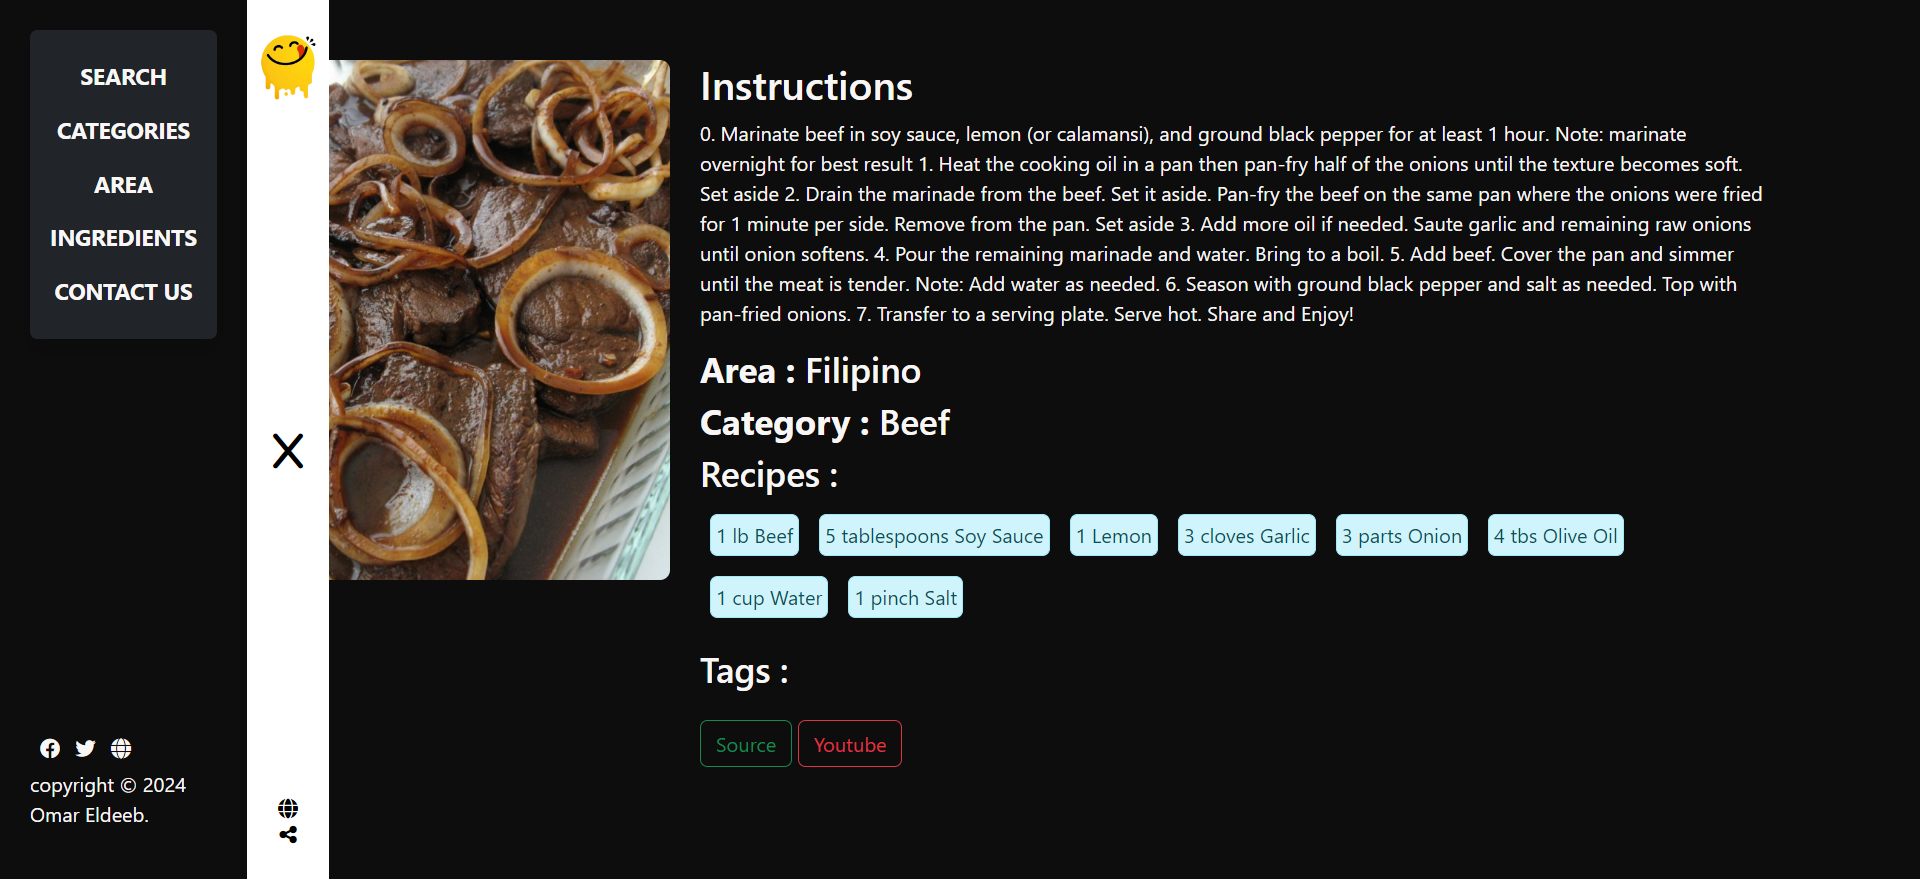 SEARCH
CATEGORIES
AREA
INGREDIENTS
CONTACT US
copyright © 2024
Omar Eldeeb.
Instructions
0. Marinate beef in soy sauce, lemon (or calamansi), and ground black pepper for at least 1 hour. Note: marinate
overnight for best result 1. Heat the cooking oil in a pan then pan-fry half of the onions until the texture becomes soft.
Set aside 2. Drain the marinade from the beef. Set it aside. Pan-fry the beef on the same pan where the onions were fried
for 1 minute per side. Remove from the pan. Set aside 3. Add more oil if needed. Saute garlic and remaining raw onions
until onion softens. 4. Pour the remaining marinade and water. Bring to a boil. 5. Add beef. Cover the pan and simmer
until the meat is tender. Note: Add water as needed. 6. Season with ground black pepper and salt as needed. Top with
pan-fried onions. 7. Transfer to a serving plate. Serve hot. Share and Enjoy!
Area : Filipino
Category : Beef
Recipes :
1 lb Beef 5 tablespoons Soy Sauce 1 Lemon 3 cloves Garlic 3 parts Onion 4 tbs Olive Oil
1 cup Water 1 pinch Salt
Tags :
Source Youtube